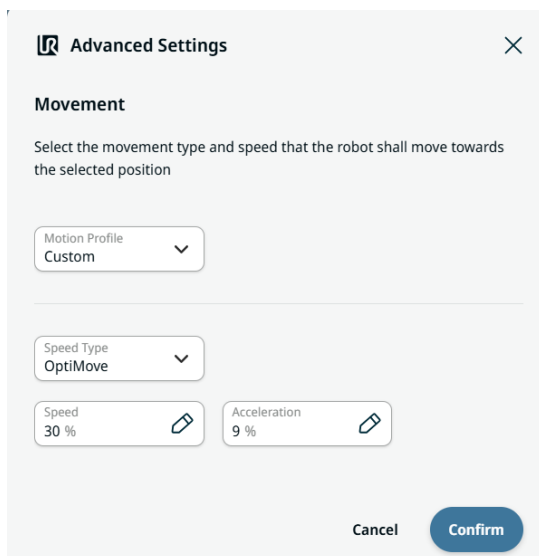 UR Advanced Settings
Movement
Select the movement type and speed that the robot shall move towards
the selected position
Motion Profile
Custom
Speed Type
OptiMove
Speed
30 %
Acceleration
9 %
Cancel
Confirm